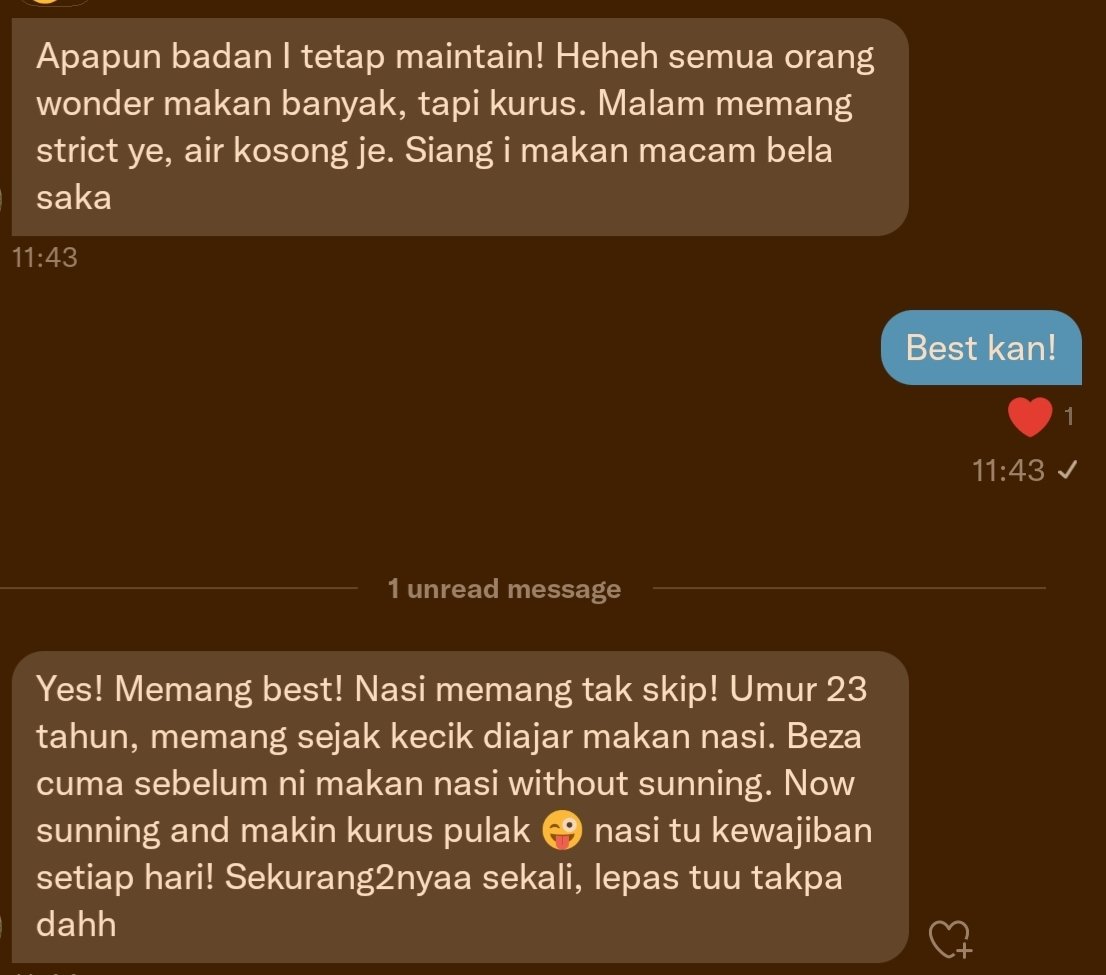 Apapun badan I tetap maintain! Heheh semua orang
wonder makan banyak, tapi kurus. Malam memang
strict ye, air kosong je. Siang i makan macam bela
saka
11:43
Best kan!
1
11:43
1 unread message
Yes! Memang best! Nasi memang tak skip! Umur 23
tahun, memang sejak kecik diajar makan nasi. Beza
cuma sebelum ni makan nasi without sunning. Now
sunning and makin kurus pulak 😜 nasi tu kewajiban
setiap hari! Sekurang2nyaa sekali, lepas tuu takpa
dahh